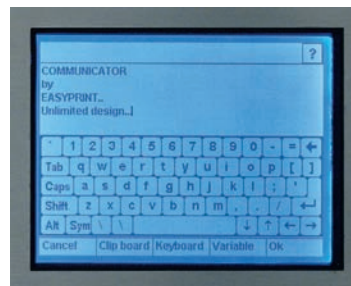 ?
COMMUNICATOR
by
EASYPRINT..
Unlimited design..
` 1 2 3 4 5 6 7 8 9 0 - =
Tab q w e r t y u i o p [ ]
Caps a s d f g h j k l ; '
Shift z x c v b n m , . /
Alt Sym \ \
Cancel Clip board Keyboard Variable Ok